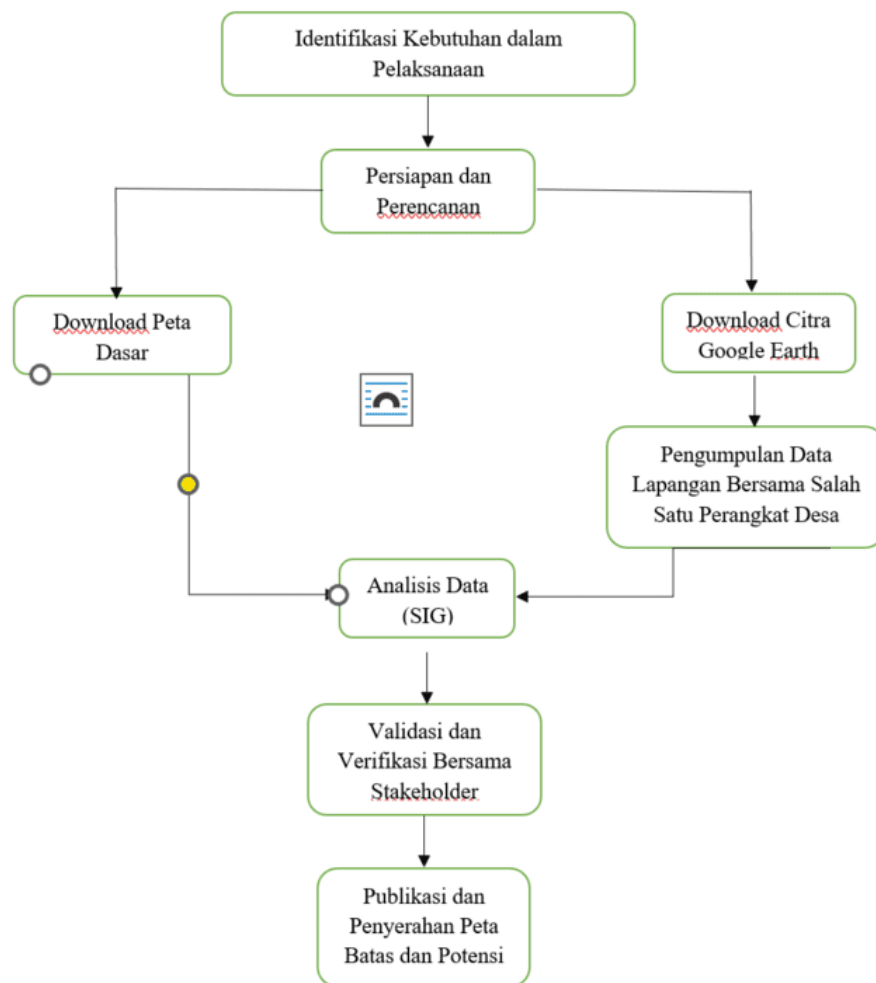 Identifikasi Kebutuhan dalam
Pelaksanaan
Persiapan dan
Perencanan
Download Peta
Dasar
Download Citra
Google Earth
Pengumpulan Data
Lapangan Bersama Salah
Satu Perangkat Desa
Analisis Data
(SIG)
Validasi dan
Verifikasi Bersama
Stakeholder
Publikasi dan
Penyerahan Peta
Batas dan Potensi